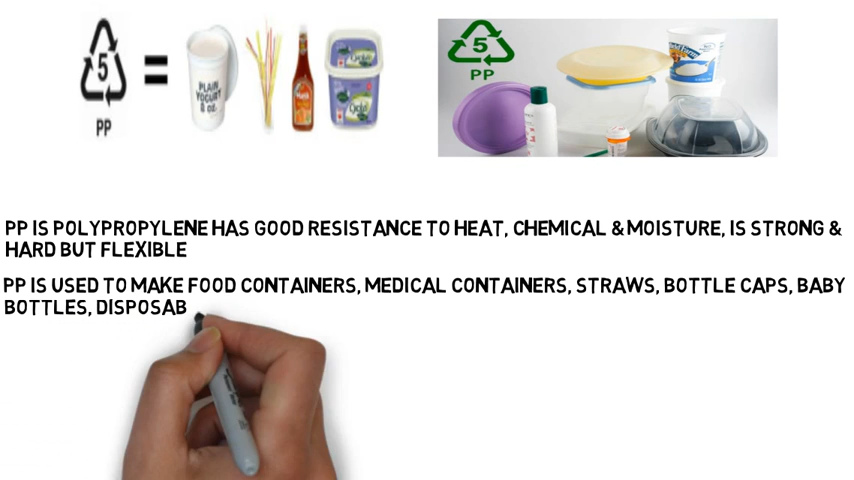 5
PP
=
PLAIN
YOGURT
8 OZ.
5
PP
PP IS POLYPROPYLENE HAS GOOD RESISTANCE TO HEAT, CHEMICAL & MOISTURE, IS STRONG &
HARD BUT FLEXIBLE
PP IS USED TO MAKE FOOD CONTAINERS, MEDICAL CONTAINERS, STRAWS, BOTTLE CAPS, BABY
BOTTLES, DISPOSAB